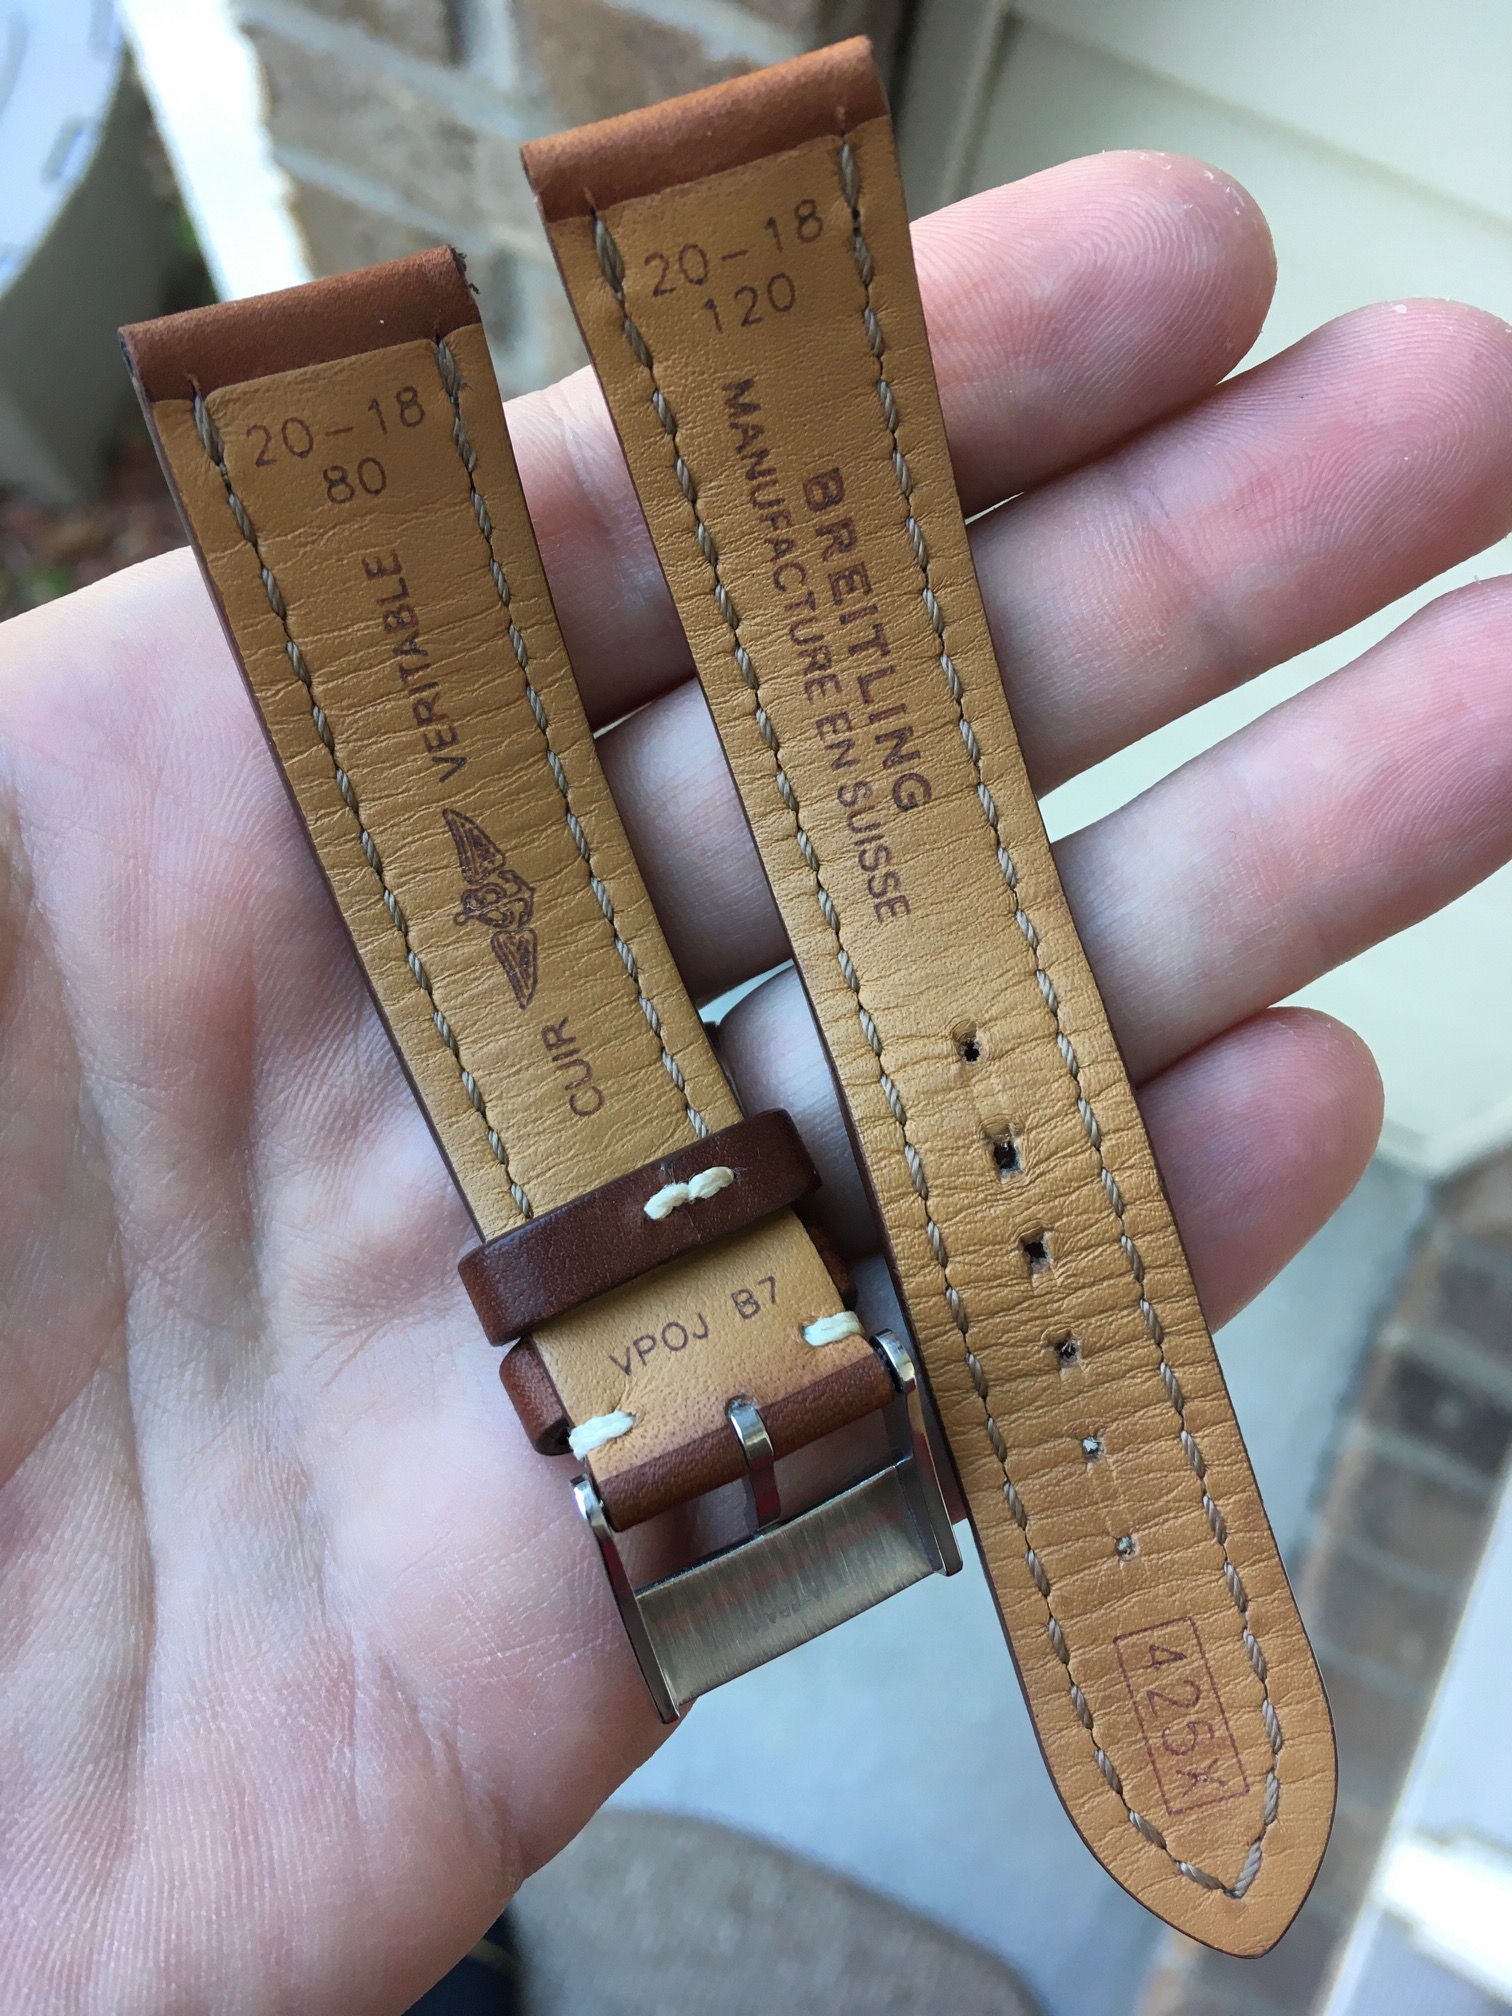 20-18
80
CUIR VERITABLE
VPOJ B7
20-18
120
BREITLING
MANUFACTURE EN SUISSE
425X